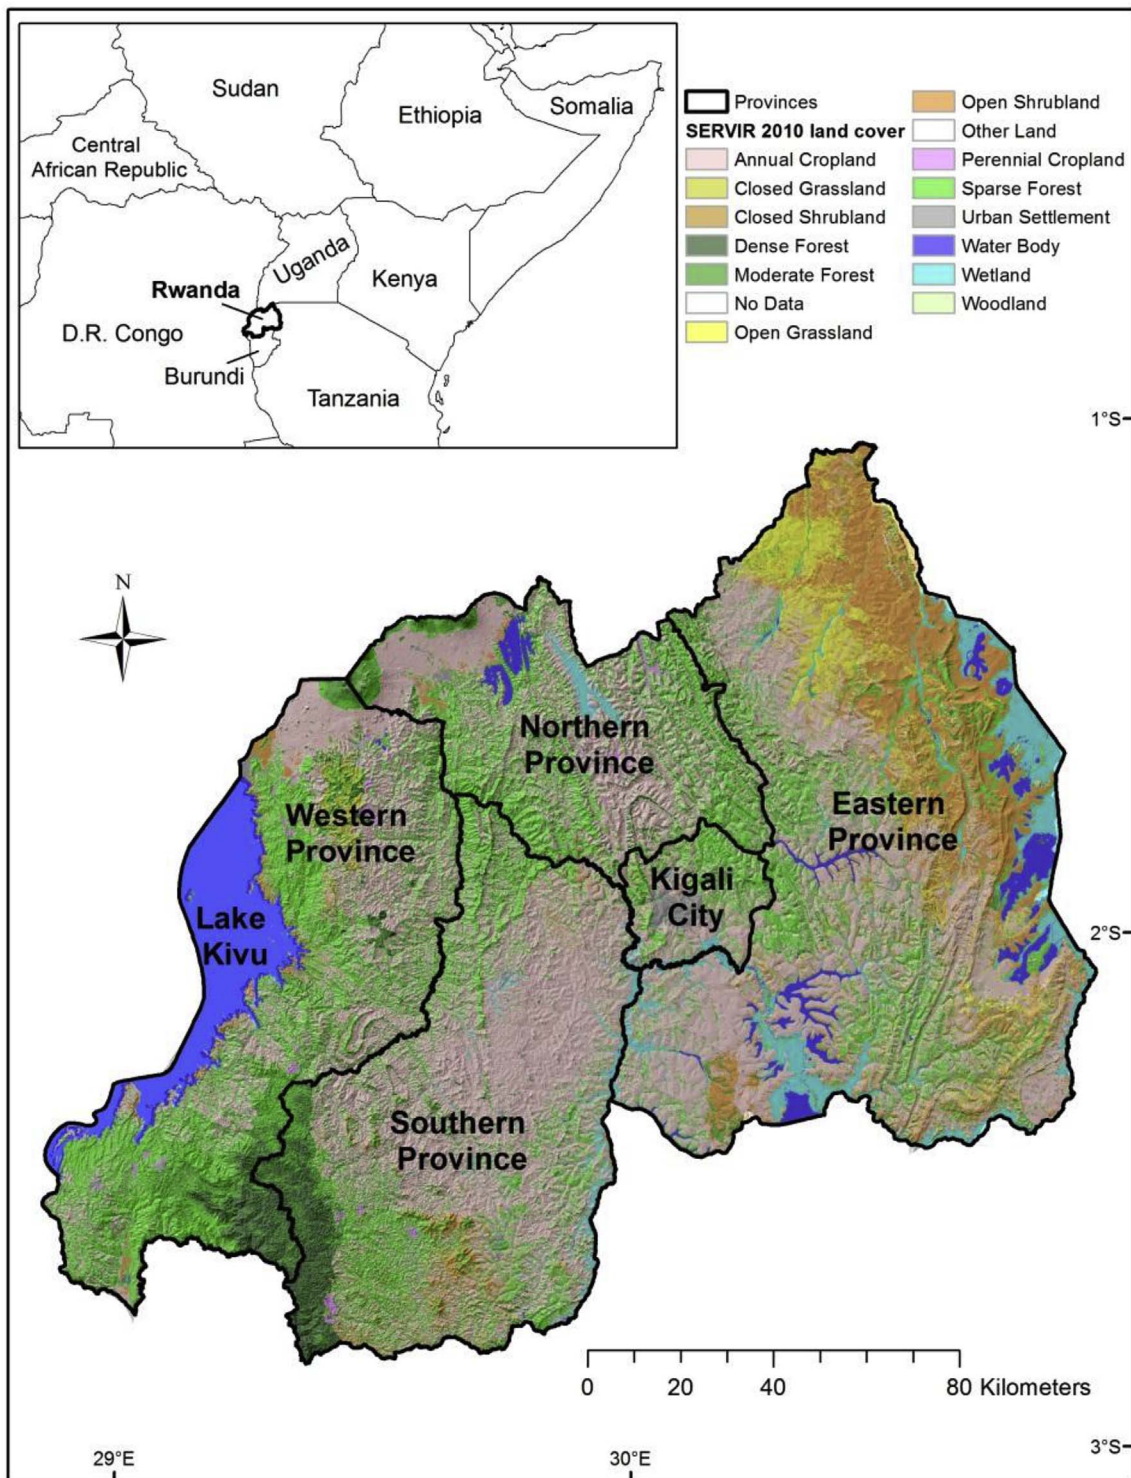 Sudan
Ethiopia
Somalia
Central
African Republic
Uganda
Kenya
Rwanda
D.R. Congo
Burundi
Tanzania
Provinces
SERVIR 2010 land cover
Annual Cropland
Closed Grassland
Closed Shrubland
Dense Forest
Moderate Forest
No Data
Open Grassland
Open Shrubland
Other Land
Perennial Cropland
Sparse Forest
Urban Settlement
Water Body
Wetland
Woodland
1°S
N
Northern
Province
Western
Province
Eastern
Province
Kigali
City
Lake
Kivu
2°S
Southern
Province
0 20 40 80 Kilometers
3°S
29°E 30°E